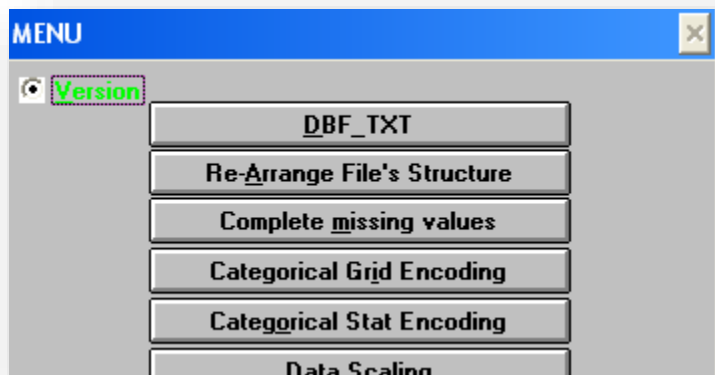 MENU
Version
DBF_TXT
Re-Arrange File's Structure
Complete missing values
Categorical Grid Encoding
Categorical Stat Encoding
Data Scaling